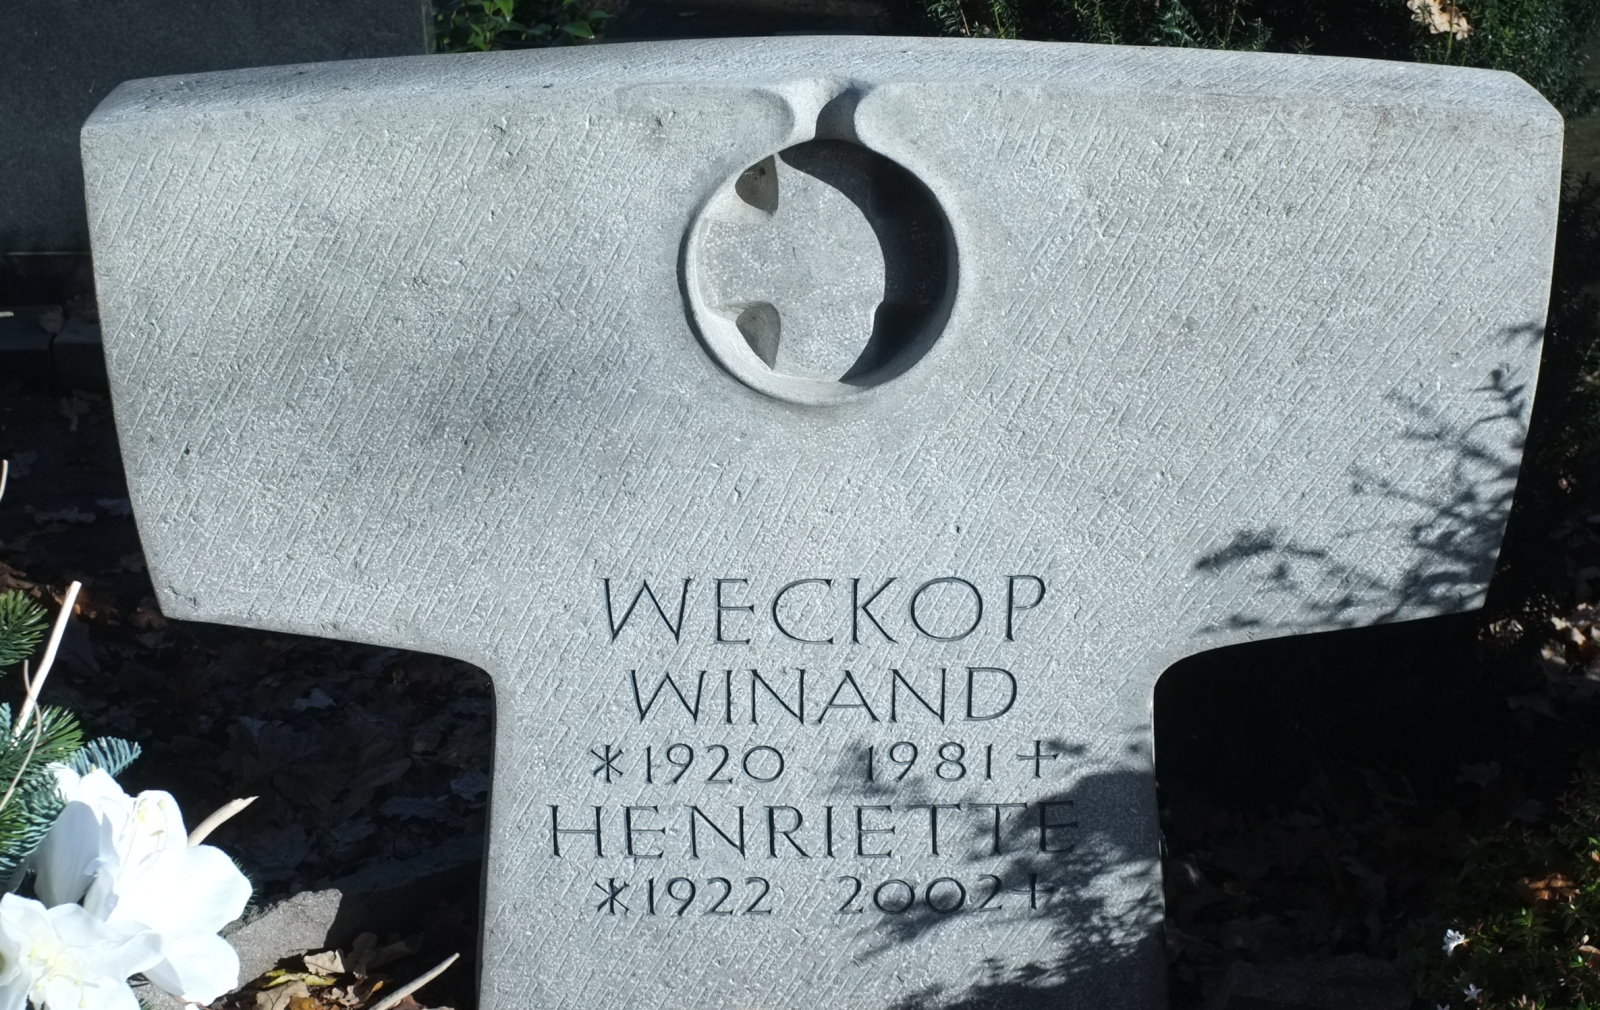 WECKOP
WINAND
*1920 1981+
HENRIETTE
*1922 2002+